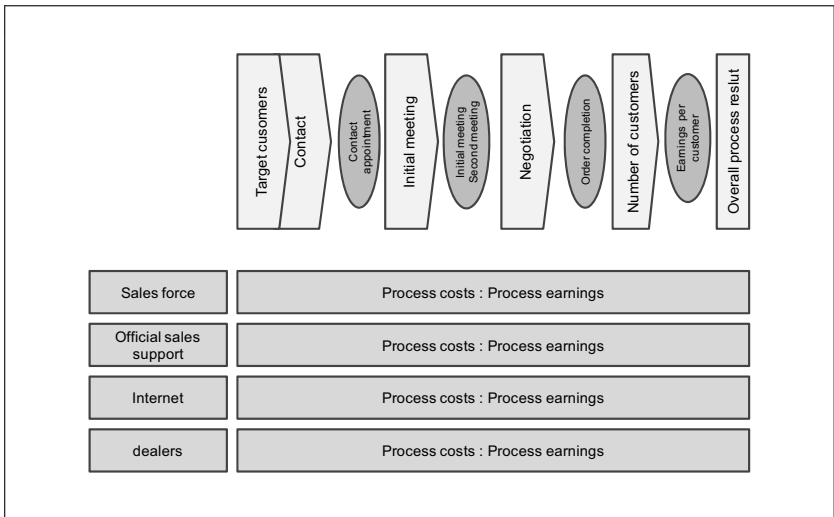 Target cusomers
Contact
Contact
appointment
Initial meeting
Initial meeting
Second meeting
Negotiation
Order completion
Number of customers
Earnings per
customer
Overall process reslut
Sales force
Process costs : Process earnings
Official sales
support
Process costs : Process earnings
Internet
Process costs : Process earnings
dealers
Process costs : Process earnings